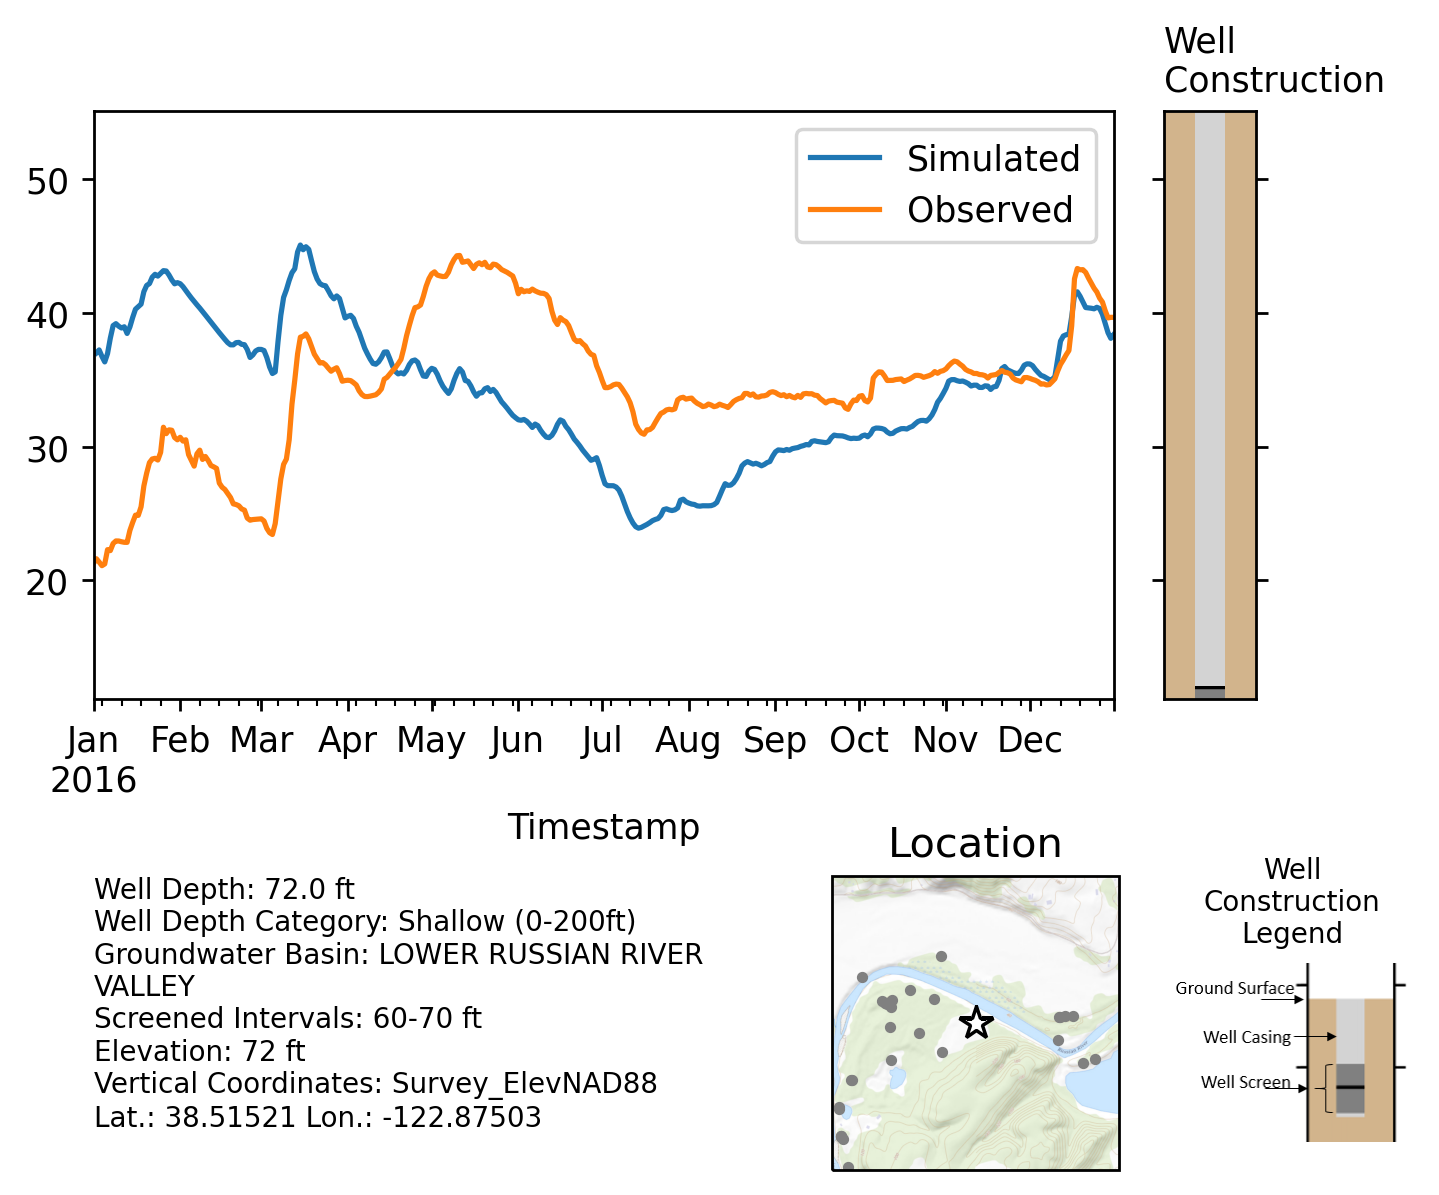 Well
Construction
Simulated
Observed
50
40
30
20
Jan
Feb
Mar
Apr
May
Jun
Jul
Aug
Sep
Oct
Nov
Dec
2016
Timestamp
Well Depth: 72.0 ft
Well Depth Category: Shallow (0-200ft)
Groundwater Basin: LOWER RUSSIAN RIVER
VALLEY
Screened Intervals: 60-70 ft
Elevation: 72 ft
Vertical Coordinates: Survey_ElevNAD88
Lat.: 38.51521 Lon.: -122.87503
Location
Russian River
Well
Construction
Legend
Ground Surface
Well Casing
Well Screen